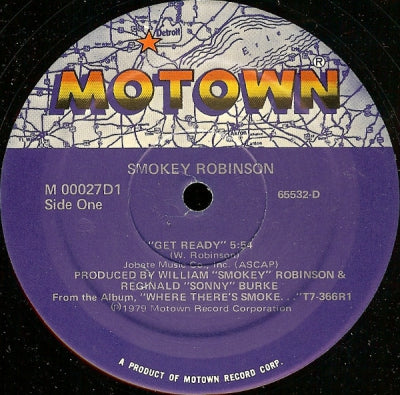 Detroit
Erie
MOTOWN®
SMOKEY ROBINSON
M 00027D1
Side One
65532-D
"GET READY" 5:54
(W. Robinson)
Jobete Music Co., Inc. (ASCAP)
PRODUCED BY WILLIAM "SMOKEY" ROBINSON &
REGINALD "SONNY" BURKE
From the Album, "WHERE THERE'S SMOKE. . ." T7-366R1
℗1979 Motown Record Corporation
A PRODUCT OF MOTOWN RECORD CORP.